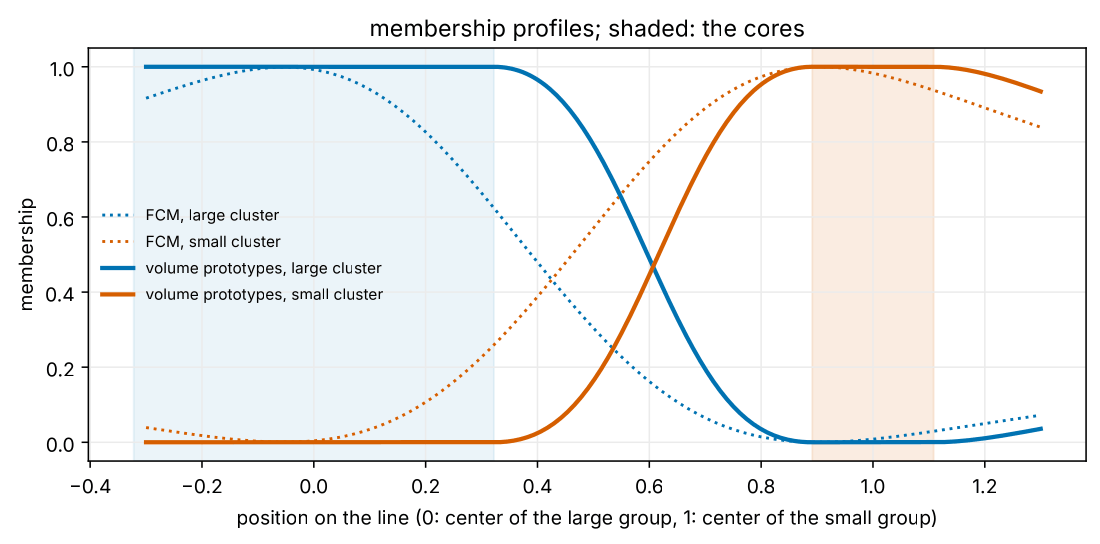 membership profiles; shaded: the cores
membership
1.0
0.8
0.6
0.4
0.2
0.0
FCM, large cluster
FCM, small cluster
volume prototypes, large cluster
volume prototypes, small cluster
−0.4 −0.2 0.0 0.2 0.4 0.6 0.8 1.0 1.2
position on the line (0: center of the large group, 1: center of the small group)